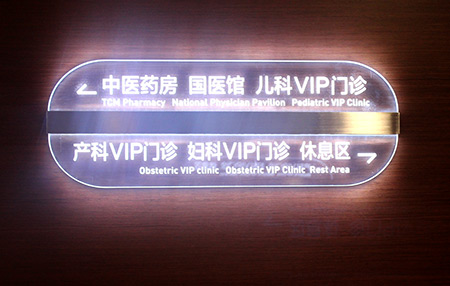 ← 中医药房 国医馆 儿科VIP门诊
TCM Pharmacy National Physician Pavilion Pediatric VIP Clinic
产科VIP门诊 妇科VIP门诊 休息区 →
Obstetric VIP clinic Obstetric VIP Clinic Rest Area